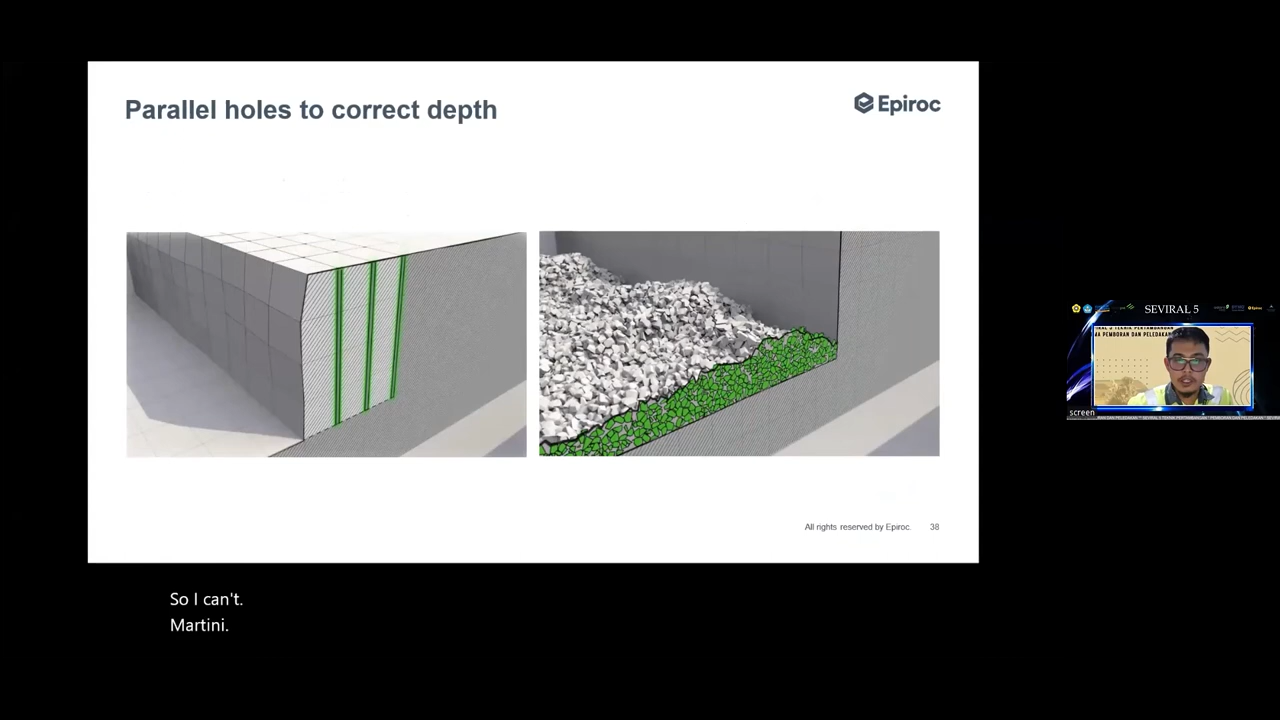 Parallel holes to correct depth
Epiroc
All rights reserved by Epiroc.
38
So I can't.
Martini.
SEVIRAL 5
screen